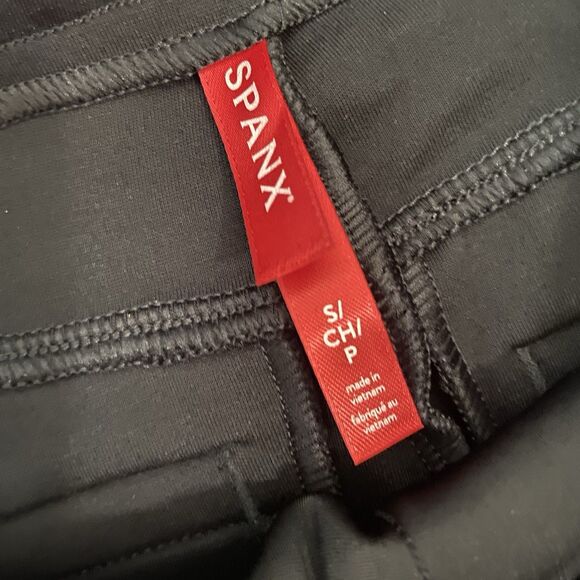 SPANX®
S/
CH/
P
made in
vietnam
fabriqué au
vietnam